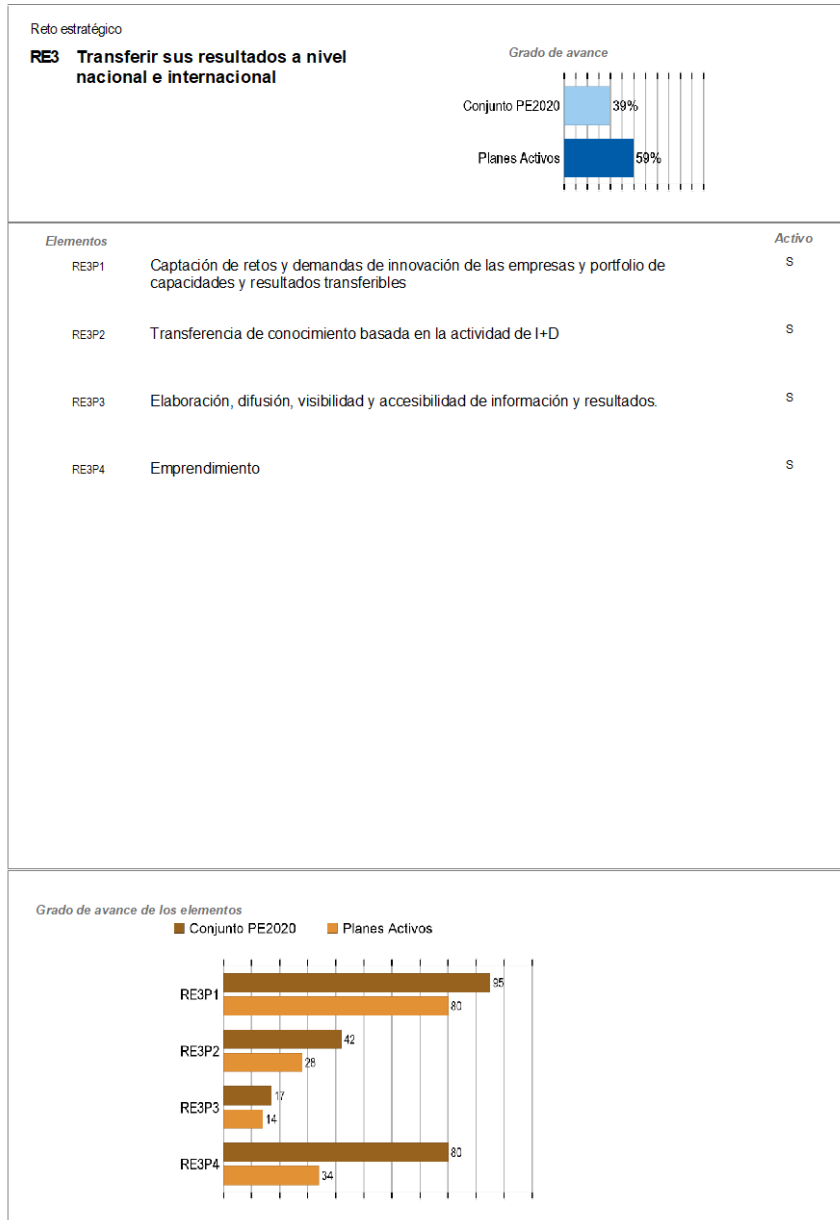 Reto estratégico
RE3 Transferir sus resultados a nivel
nacional e internacional
Grado de avance
Conjunto PE2020 39%
Planes Activos 59%
Elementos Activo
RE3P1 Captación de retos y demandas de innovación de las empresas y portfolio de S
capacidades y resultados transferibles
RE3P2 Transferencia de conocimiento basada en la actividad de I+D S
RE3P3 Elaboración, difusión, visibilidad y accesibilidad de información y resultados. S
RE3P4 Emprendimiento S
Grado de avance de los elementos
Conjunto PE2020 Planes Activos
RE3P1 95
80
RE3P2 42
28
RE3P3 17
14
RE3P4 80
34